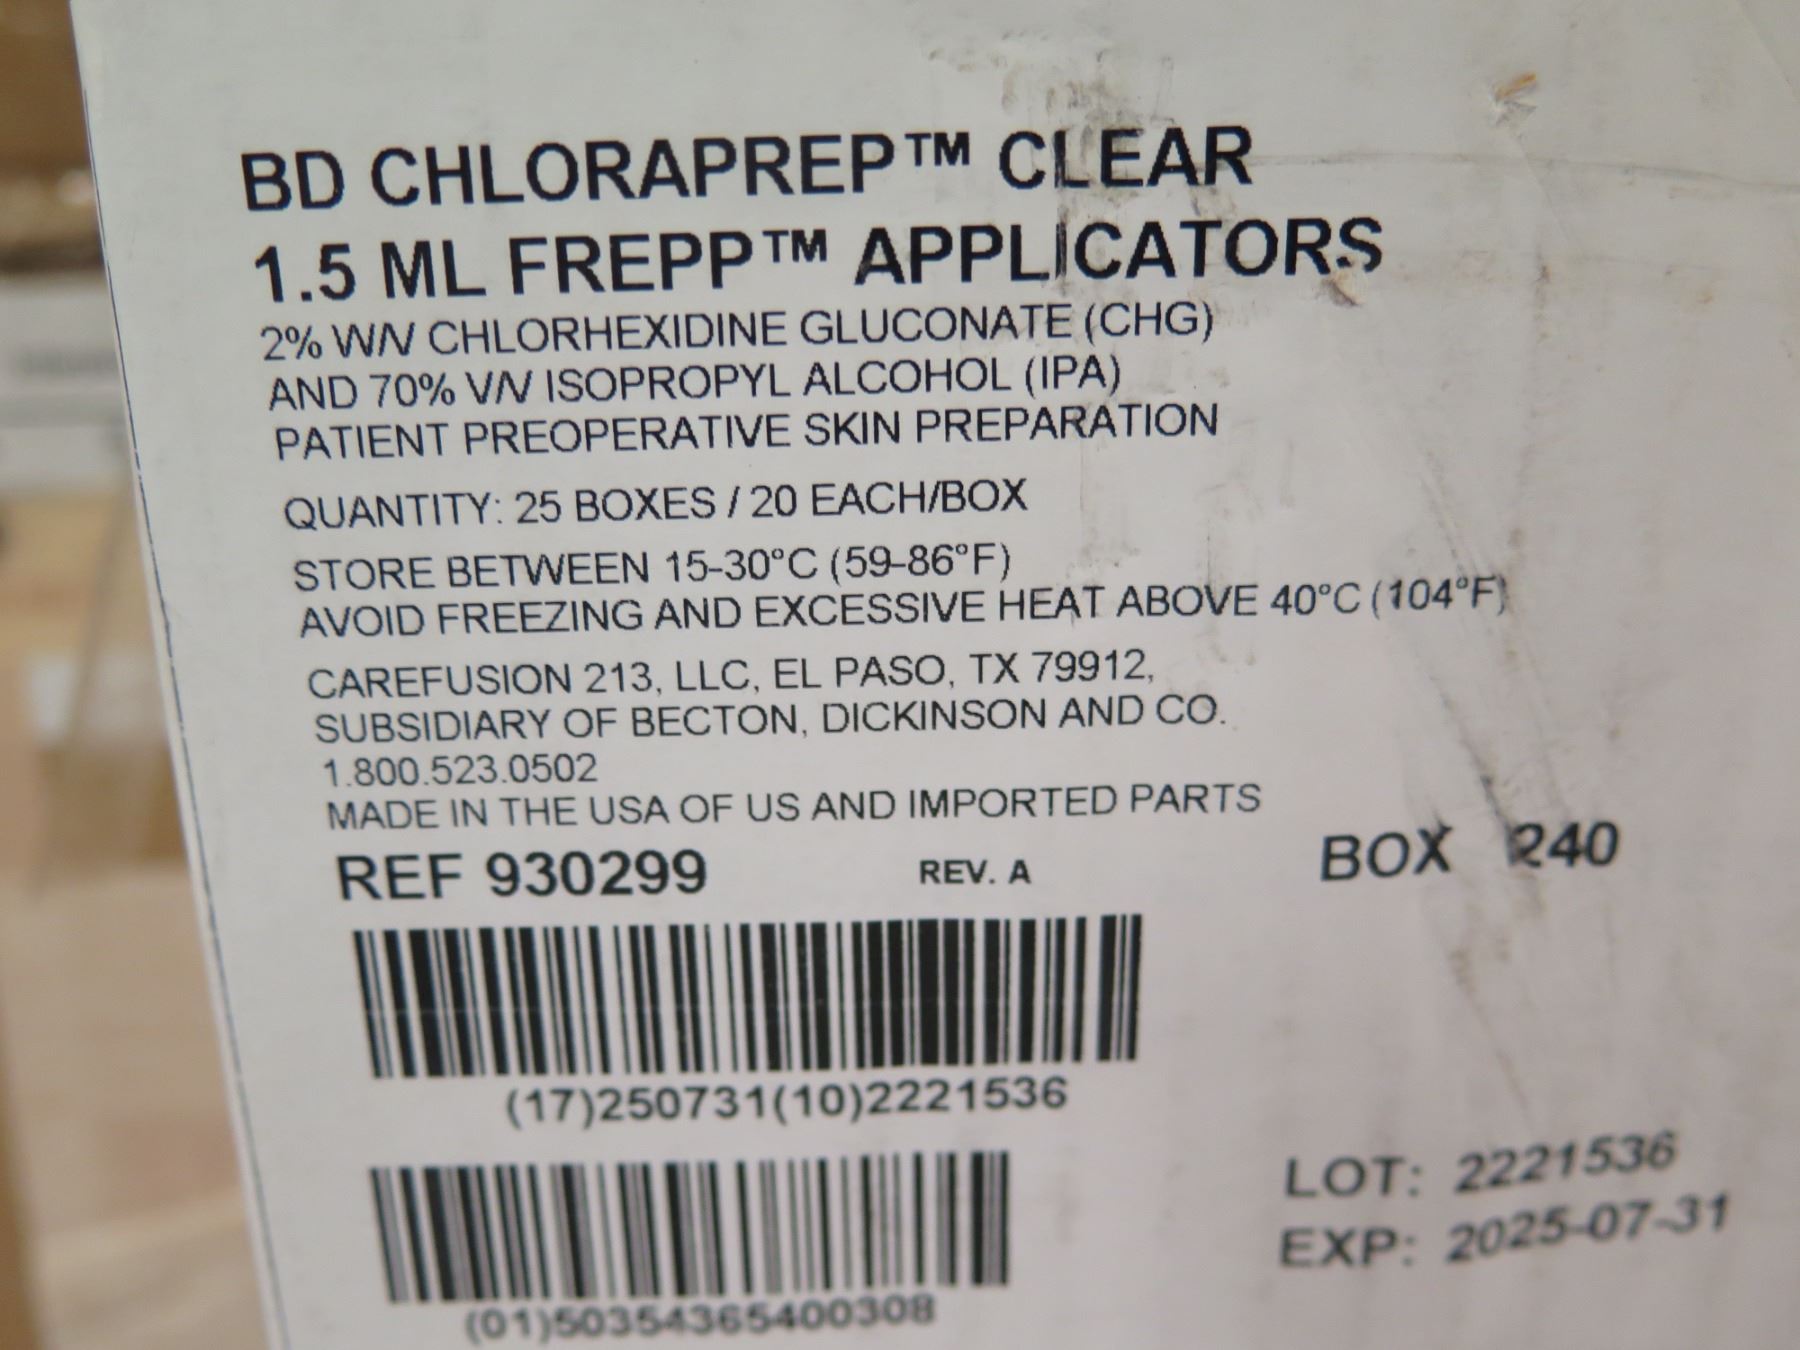 BD CHLORAPREP™ CLEAR
1.5 ML FREPP™ APPLICATORS
2% W/V CHLORHEXIDINE GLUCONATE (CHG)
AND 70% V/V ISOPROPYL ALCOHOL (IPA)
PATIENT PREOPERATIVE SKIN PREPARATION
QUANTITY: 25 BOXES / 20 EACH/BOX
STORE BETWEEN 15-30°C (59-86°F)
AVOID FREEZING AND EXCESSIVE HEAT ABOVE 40°C (104°F)
CAREFUSION 213, LLC, EL PASO, TX 79912,
SUBSIDIARY OF BECTON, DICKINSON AND CO.
1.800.523.0502
MADE IN THE USA OF US AND IMPORTED PARTS
REF 930299 REV. A BOX 240
(17)250731(10)2221536
(01)50354365400308
LOT: 2221536
EXP: 2025-07-31